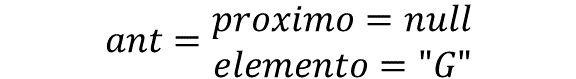 ant = proximo = null
elemento = "G"